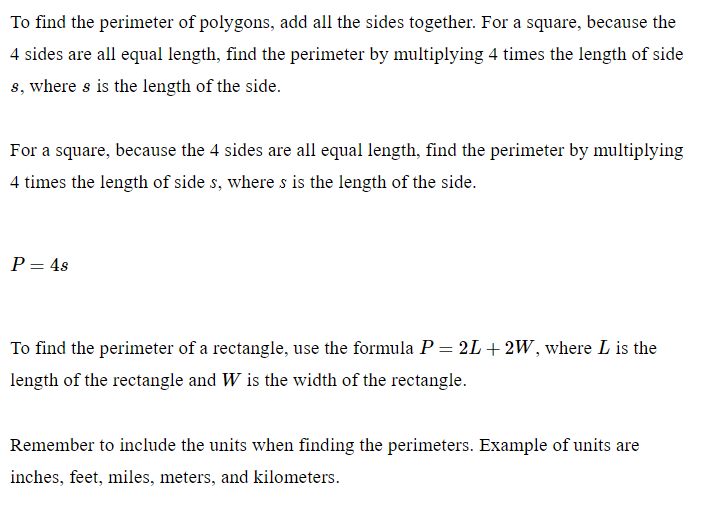 To find the perimeter of polygons, add all the sides together. For a square, because the
4 sides are all equal length, find the perimeter by multiplying 4 times the length of side
s, where s is the length of the side.
For a square, because the 4 sides are all equal length, find the perimeter by multiplying
4 times the length of side s, where s is the length of the side.
P = 4s
To find the perimeter of a rectangle, use the formula P = 2L + 2W, where L is the
length of the rectangle and W is the width of the rectangle.
Remember to include the units when finding the perimeters. Example of units are
inches, feet, miles, meters, and kilometers.